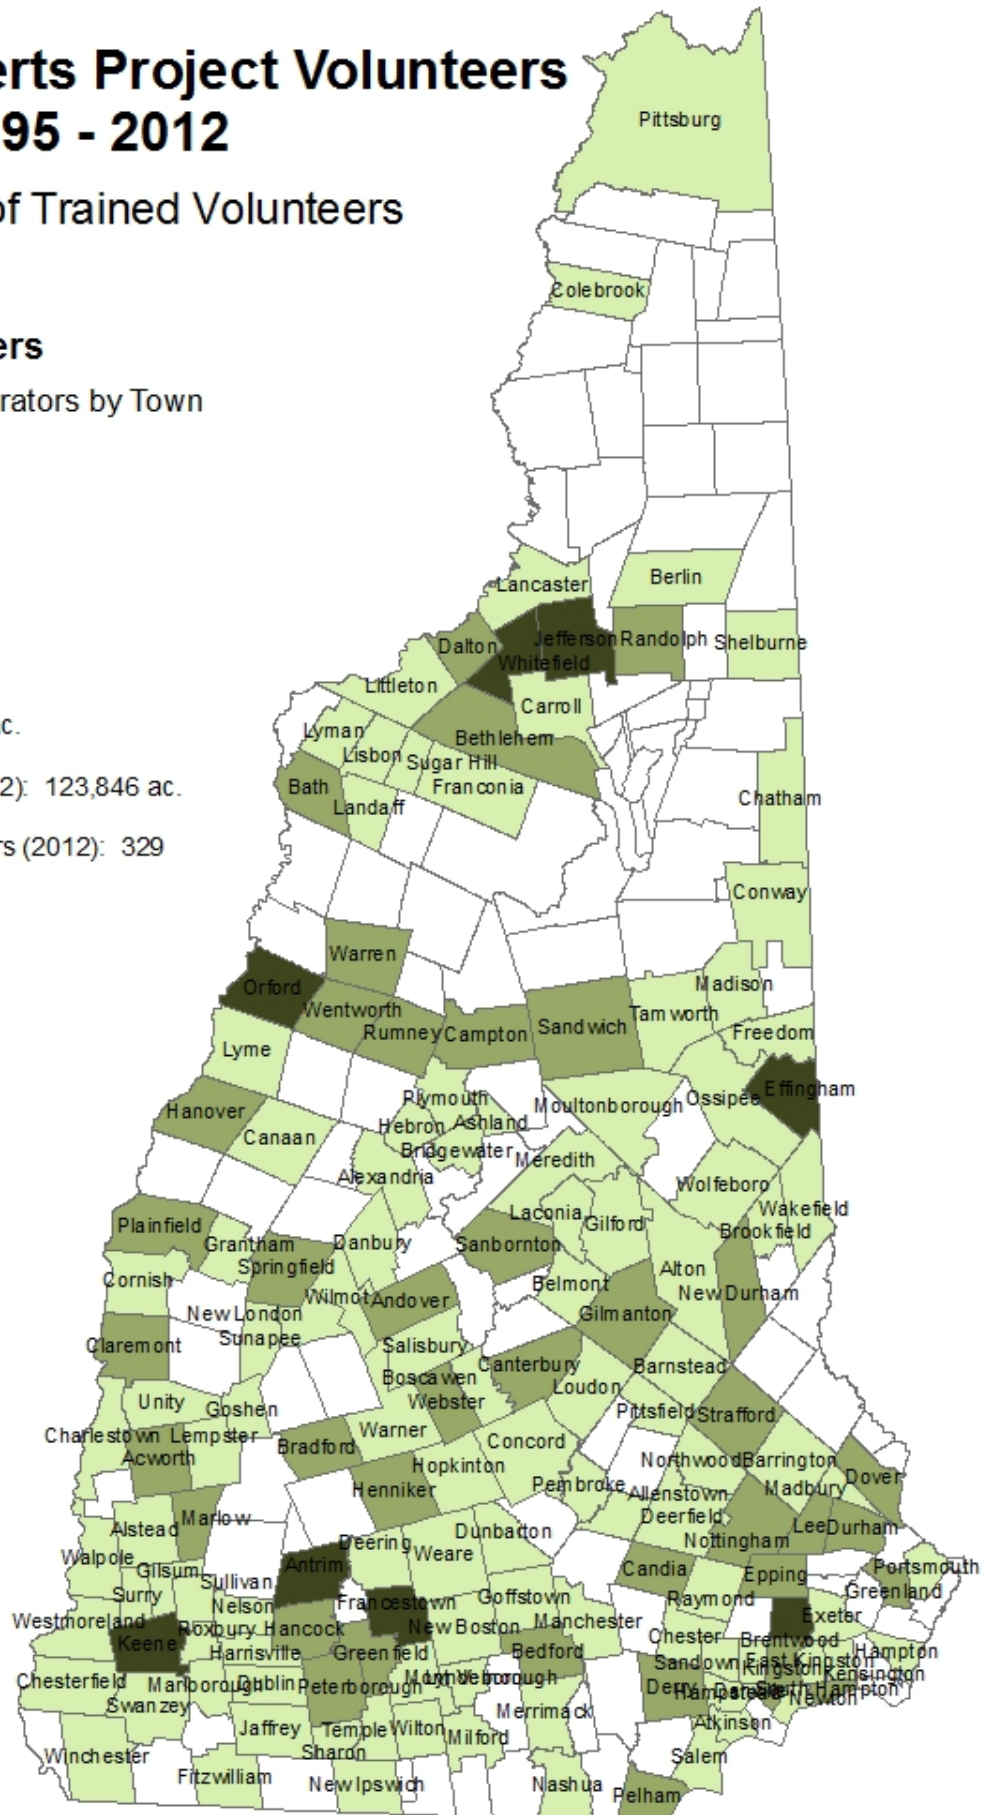 erts Project Volunteers
95 - 2012
of Trained Volunteers
ers
rators by Town
c.
2): 123,846 ac.
rs (2012): 329
Pittsburg
Colebrook
Lancaster
Berlin
Dalton
Jefferson
Randolph
Shelburne
Whitefield
Littleton
Carroll
Lyman
Bethlehem
Lisbon
Sugar Hill
Bath
Franconia
Landaff
Chatham
Conway
Warren
Orford
Madison
Wentworth
Tamworth
Rumney
Campton
Sandwich
Freedom
Lyme
Effingham
Plymouth
Ossipee
Hanover
Moultonborough
Hebron
Ashland
Canaan
Bridgewater
Meredith
Alexandria
Wolfeboro
Laconia
Wakefield
Plainfield
Gilford
Brookfield
Grantham
Danbury
Sanbornton
Springfield
Cornish
Alton
Belmont
New Durham
Wilmot
Andover
New London
Gilmanton
Sunapee
Claremont
Salisbury
Canterbury
Barnstead
Boscawen
Loudon
Webster
Unity
Goshen
Pittsfield
Strafford
Charlestown
Lempster
Warner
Bradford
Concord
Acworth
Hopkinton
Northwood
Barrington
Dover
Henniker
Pembroke
Allenstown
Madbury
Marlow
Deerfield
Alstead
Dunbarton
Lee
Durham
Deering
Nottingham
Walpole
Weare
Gilsum
Antrim
Candia
Epping
Portsmouth
Sullivan
Surry
Francestown
Goffstown
Raymond
Greenland
Nelson
Westmoreland
Roxbury
Hancock
New Boston
Manchester
Exeter
Keene
Chester
Brentwood
Harrisville
Greenfield
Bedford
Hampton
Sandown
East Kingston
Kingston
Kensington
Chesterfield
Marlborough
Dublin
Peterborough
Lyndeborough
Derry
Hampstead
South Hampton
Newton
Swanzey
Merrimack
Jaffrey
Temple
Wilton
Milford
Atkinson
Sharon
Winchester
Salem
Fitzwilliam
New Ipswich
Nashua
Pelham